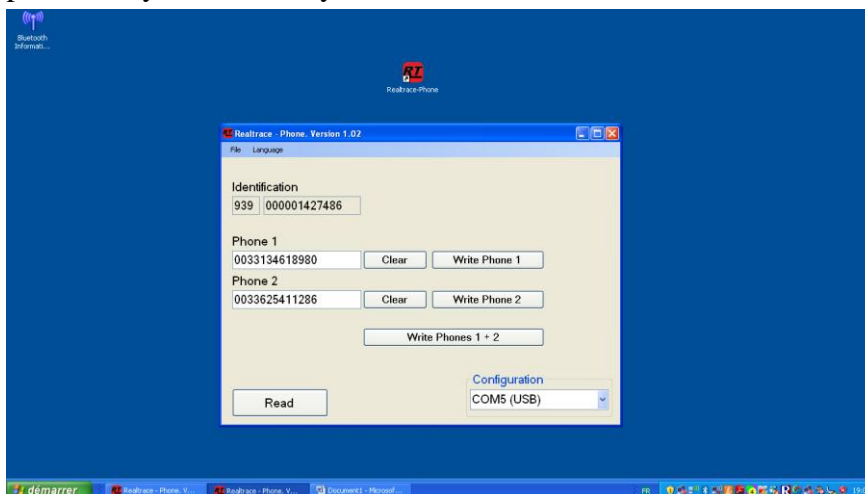 Bluetooth
Informati...
RT
Realtrace-Phone
Realtrace - Phone. Version 1.02
File Language
Identification
939 000001427486
Phone 1
0033134618980 Clear Write Phone 1
Phone 2
0033625411286 Clear Write Phone 2
Write Phones 1 + 2
Configuration
Read COM5 (USB)
démarrer Realtrace - Phone. V... Realtrace - Phone. V... Document1 - Microsof... FR